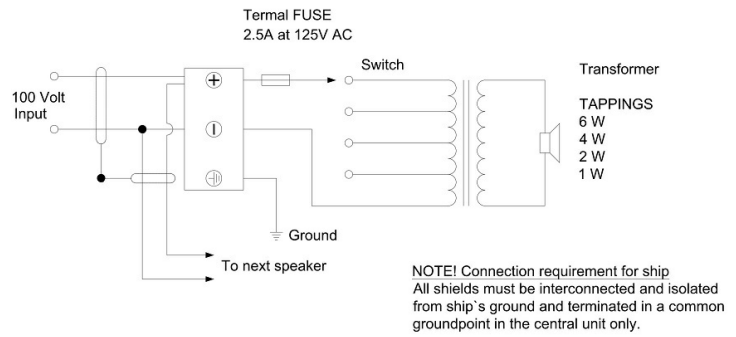 Termal FUSE
2.5A at 125V AC
Switch
Transformer
100 Volt
Input
TAPPINGS
6 W
4 W
2 W
1 W
Ground
To next speaker
NOTE! Connection requirement for ship
All shields must be interconnected and isolated
from ship`s ground and terminated in a common
groundpoint in the central unit only.